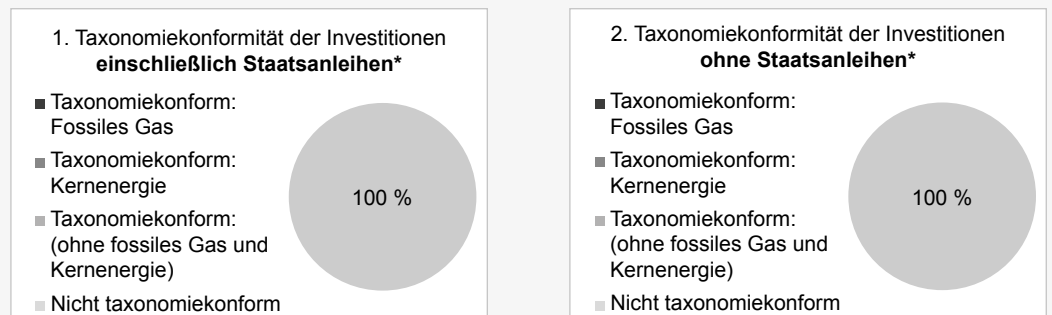 1. Taxonomiekonformität der Investitionen
einschließlich Staatsanleihen*
Taxonomiekonform:
Fossiles Gas
Taxonomiekonform:
Kernenergie
Taxonomiekonform:
(ohne fossiles Gas und
Kernenergie)
Nicht taxonomiekonform
100 %
2. Taxonomiekonformität der Investitionen
ohne Staatsanleihen*
Taxonomiekonform:
Fossiles Gas
Taxonomiekonform:
Kernenergie
Taxonomiekonform:
(ohne fossiles Gas und
Kernenergie)
Nicht taxonomiekonform
100 %